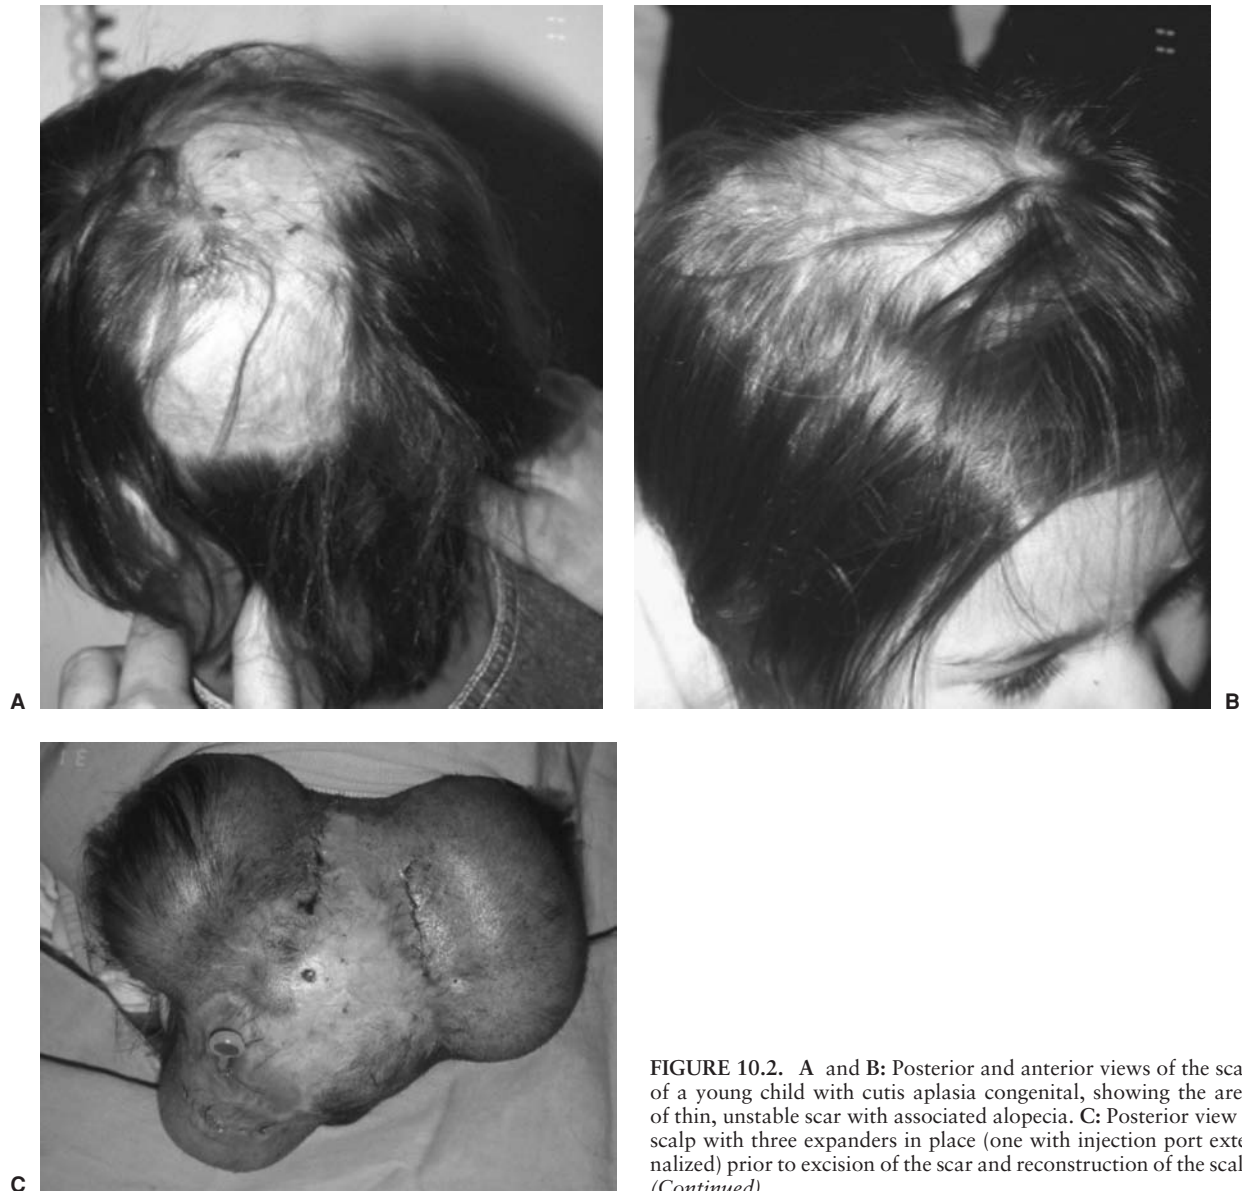 A
B
I E
C
FIGURE 10.2. A and B: Posterior and anterior views of the sca
of a young child with cutis aplasia congenital, showing the are
of thin, unstable scar with associated alopecia. C: Posterior view
scalp with three expanders in place (one with injection port exte
nalized) prior to excision of the scar and reconstruction of the scal
(Continued)